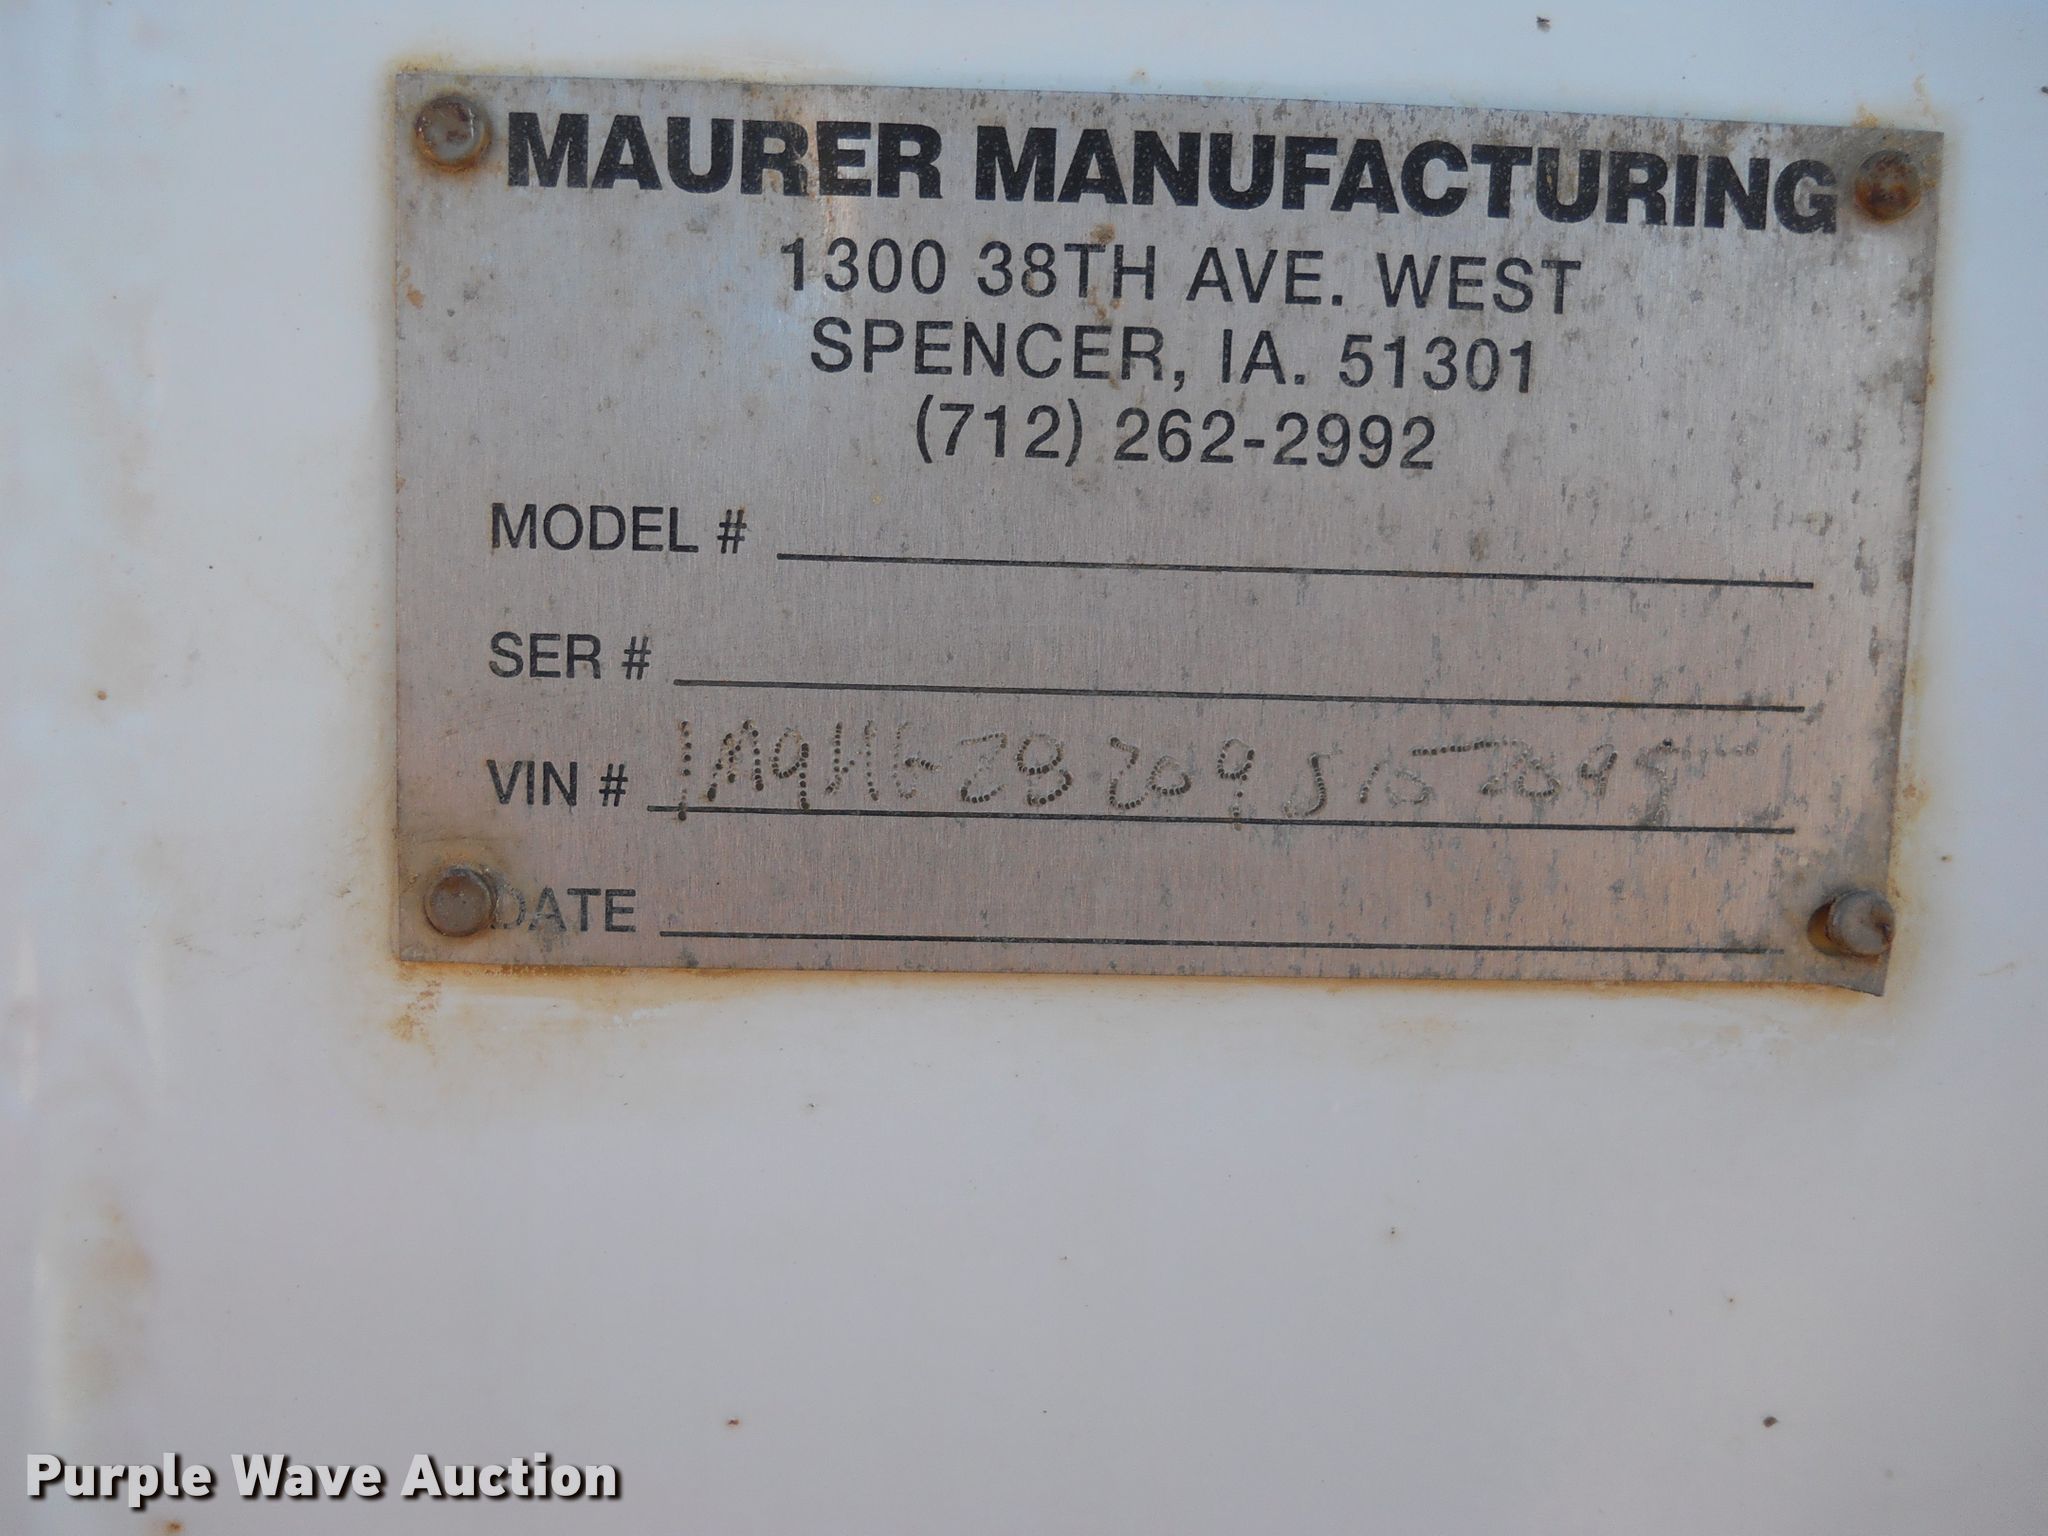 MAURER MANUFACTURING
1300 38TH AVE. WEST
SPENCER, IA. 51301
(712) 262-2992
MODEL #
SER #
VIN #
DATE
Purple Wave Auction